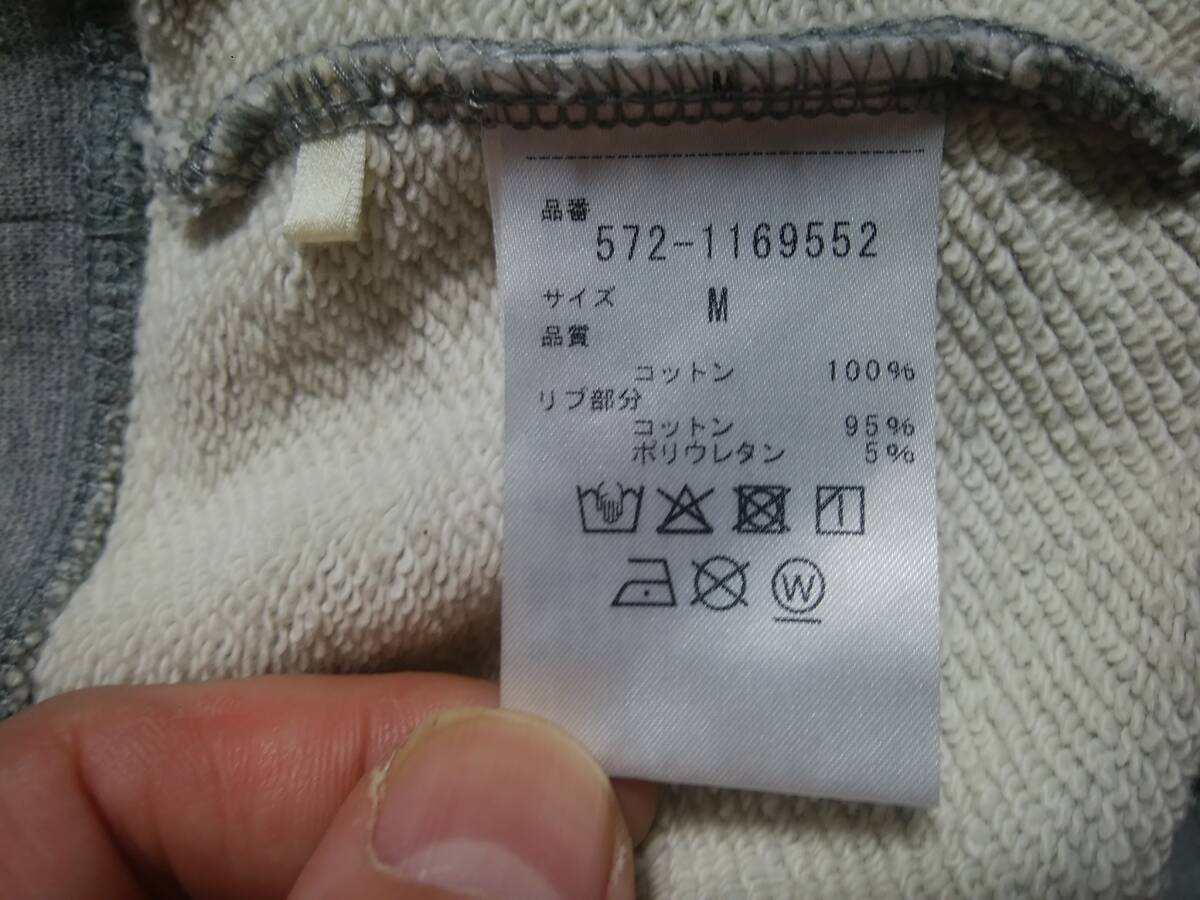 M
品番
572-1169552
サイズ M
品質
コットン 100%
リブ部分
コットン 95%
ポリウレタン 5%
W